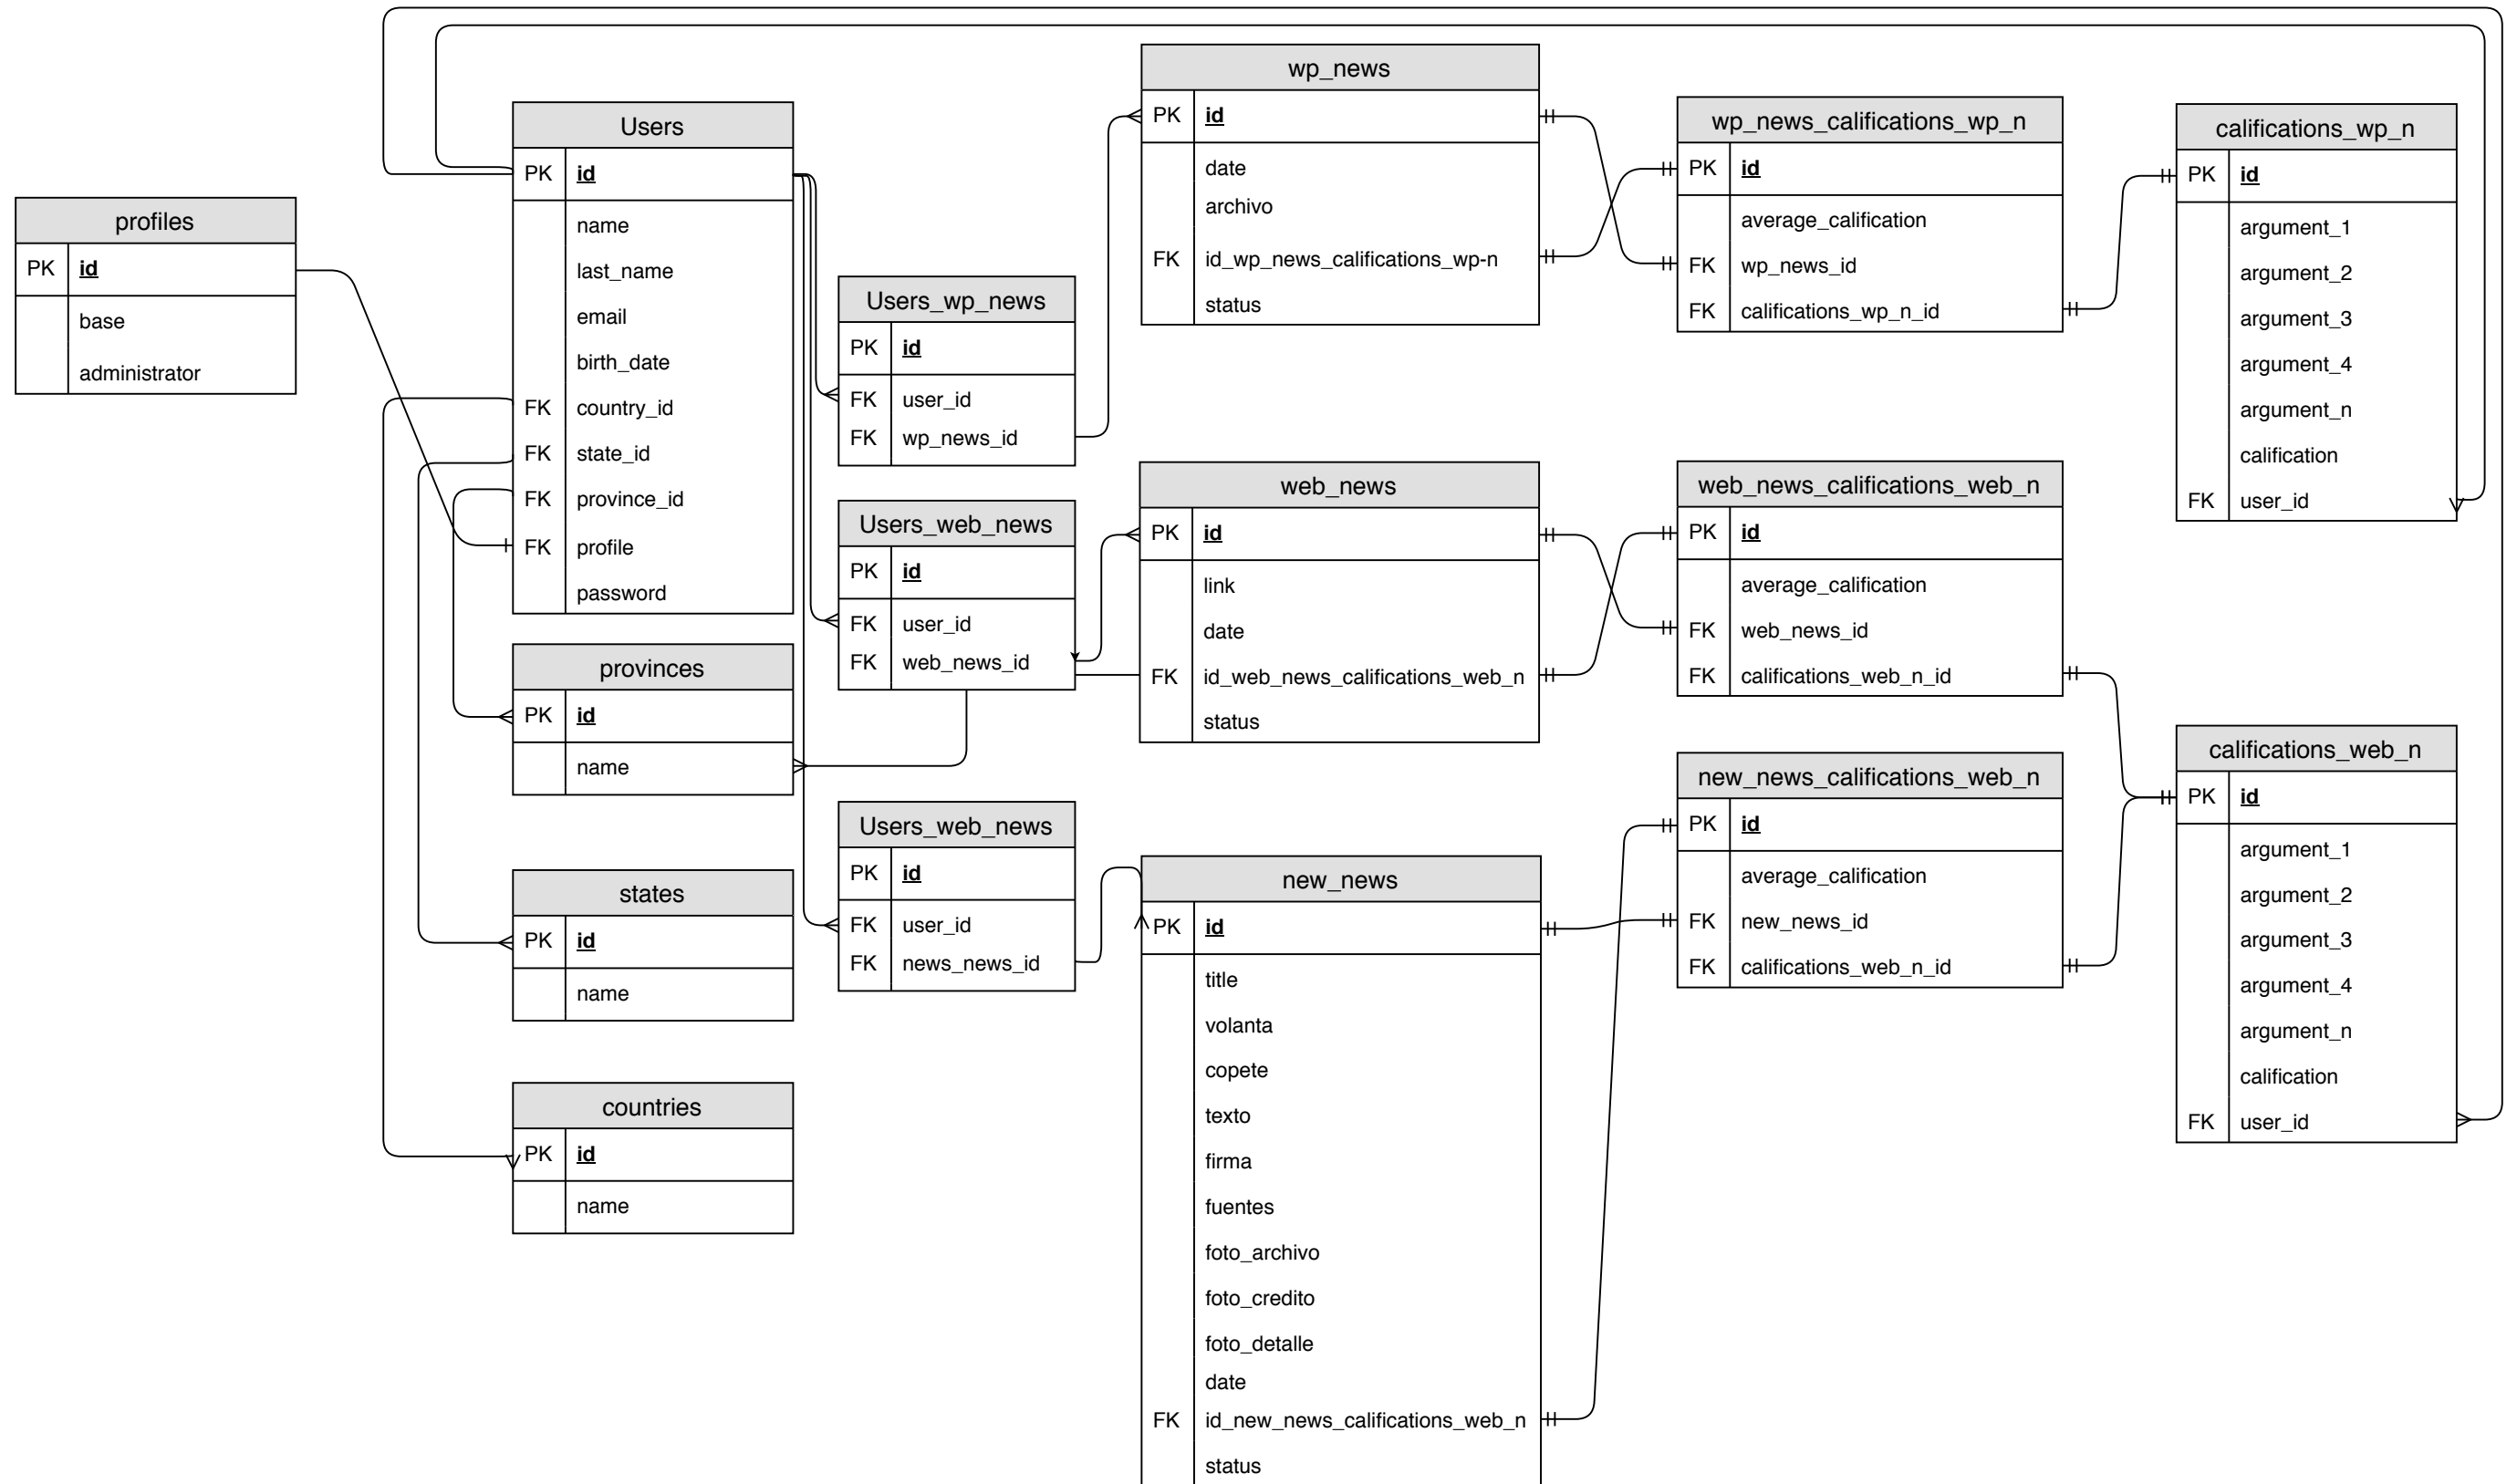 profiles
PK id
base
administrator
Users
PK id
name
last_name
email
birth_date
FK country_id
FK state_id
FK province_id
FK profile
password
provinces
PK id
name
states
PK id
name
countries
PK id
name
Users_wp_news
PK id
FK user_id
FK wp_news_id
Users_web_news
PK id
FK user_id
FK web_news_id
Users_web_news
PK id
FK user_id
FK news_news_id
wp_news
PK id
date
archivo
FK id_wp_news_califications_wp-n
status
web_news
PK id
link
date
FK id_web_news_califications_web_n
status
new_news
PK id
title
volanta
copete
texto
firma
fuentes
foto_archivo
foto_credito
foto_detalle
date
FK id_new_news_califications_web_n
status
wp_news_califications_wp_n
PK id
average_calification
FK wp_news_id
FK califications_wp_n_id
web_news_califications_web_n
PK id
average_calification
FK web_news_id
FK califications_web_n_id
new_news_califications_web_n
PK id
average_calification
FK new_news_id
FK califications_web_n_id
califications_wp_n
PK id
argument_1
argument_2
argument_3
argument_4
argument_n
calification
FK user_id
califications_web_n
PK id
argument_1
argument_2
argument_3
argument_4
argument_n
calification
FK user_id